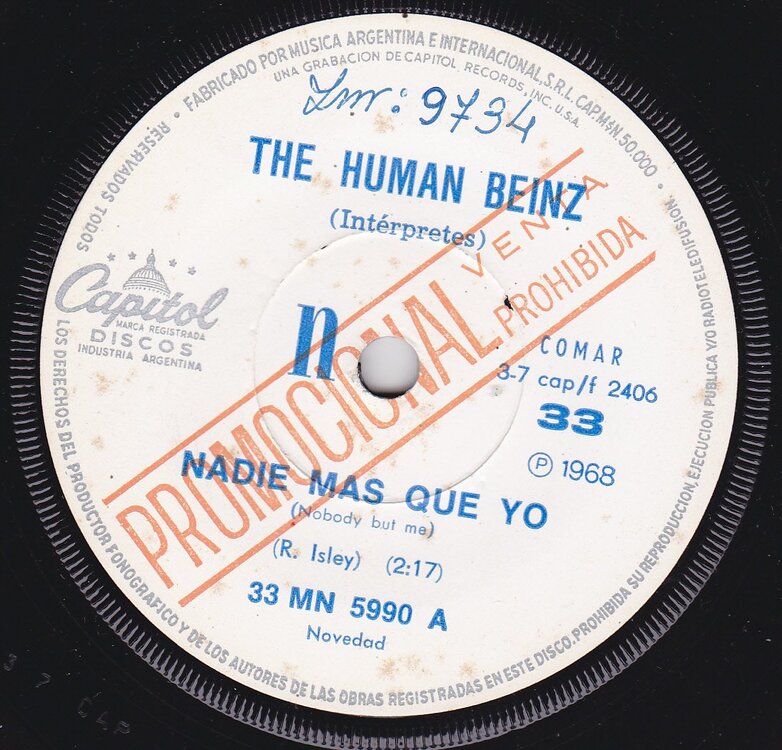 RESERVADOS TODOS • FABRICADO POR MUSICA ARGENTINA E INTERNACIONAL, S.R.L. CAP. M$N. 50.000 •
UNA GRABACION DE CAPITOL RECORDS, INC. U.S.A.
9734
THE HUMAN BEINZ
(Intérpretes)
VENTA
PROHIBIDA
PROMOCIONAL
Capitol
MARCA REGISTRADA
DISCOS
INDUSTRIA ARGENTINA
n
COMAR
3-7 cap/f 2406
33
℗ 1968
NADIE MAS QUE YO
(Nobody but me)
(R. Isley) (2:17)
33 MN 5990 A
Novedad
LOS DERECHOS DEL PRODUCTOR FONOGRAFICO Y DE LOS AUTORES DE LAS OBRAS REGISTRADAS EN ESTE DISCO. PROHIBIDA SU REPRODUCCION, EJECUCION PUBLICA Y/O RADIOTELEDIFUSION •
3 7 CAP